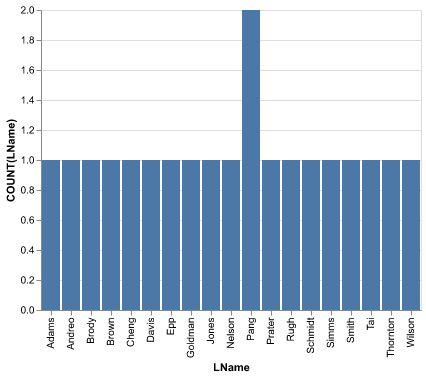 2.0
1.8
1.6
1.4
1.2
1.0
0.8
0.6
0.4
0.2
0.0
COUNT(LName)
Adams
Andreo
Brody
Brown
Cheng
Davis
Epp
Goldman
Jones
Nelson
Pang
Prater
Rugh
Schmidt
Simms
Smith
Tai
Thornton
Wilson
LName